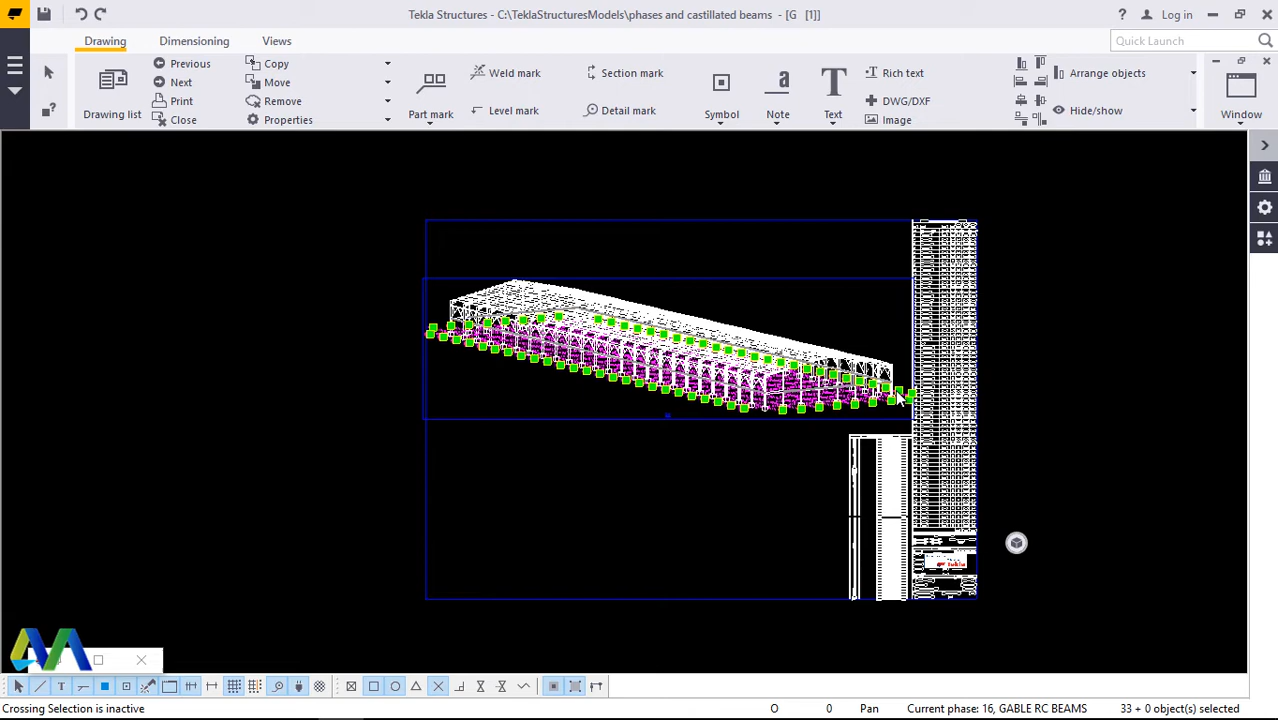 Tekla Structures - C:\TeklaStructuresModels\phases and castillated beams - [G [1]]
Log in
Drawing
Dimensioning
Views
Quick Launch
Drawing list
Previous
Next
Print
Close
Copy
Move
Remove
Properties
Part mark
Weld mark
Level mark
Section mark
Detail mark
Symbol
Note
Text
Rich text
DWG/DXF
Image
Arrange objects
Hide/show
Window
Tekla
Crossing Selection is inactive
O
0
Pan
Current phase: 16, GABLE RC BEAMS
33 + 0 object(s) selected